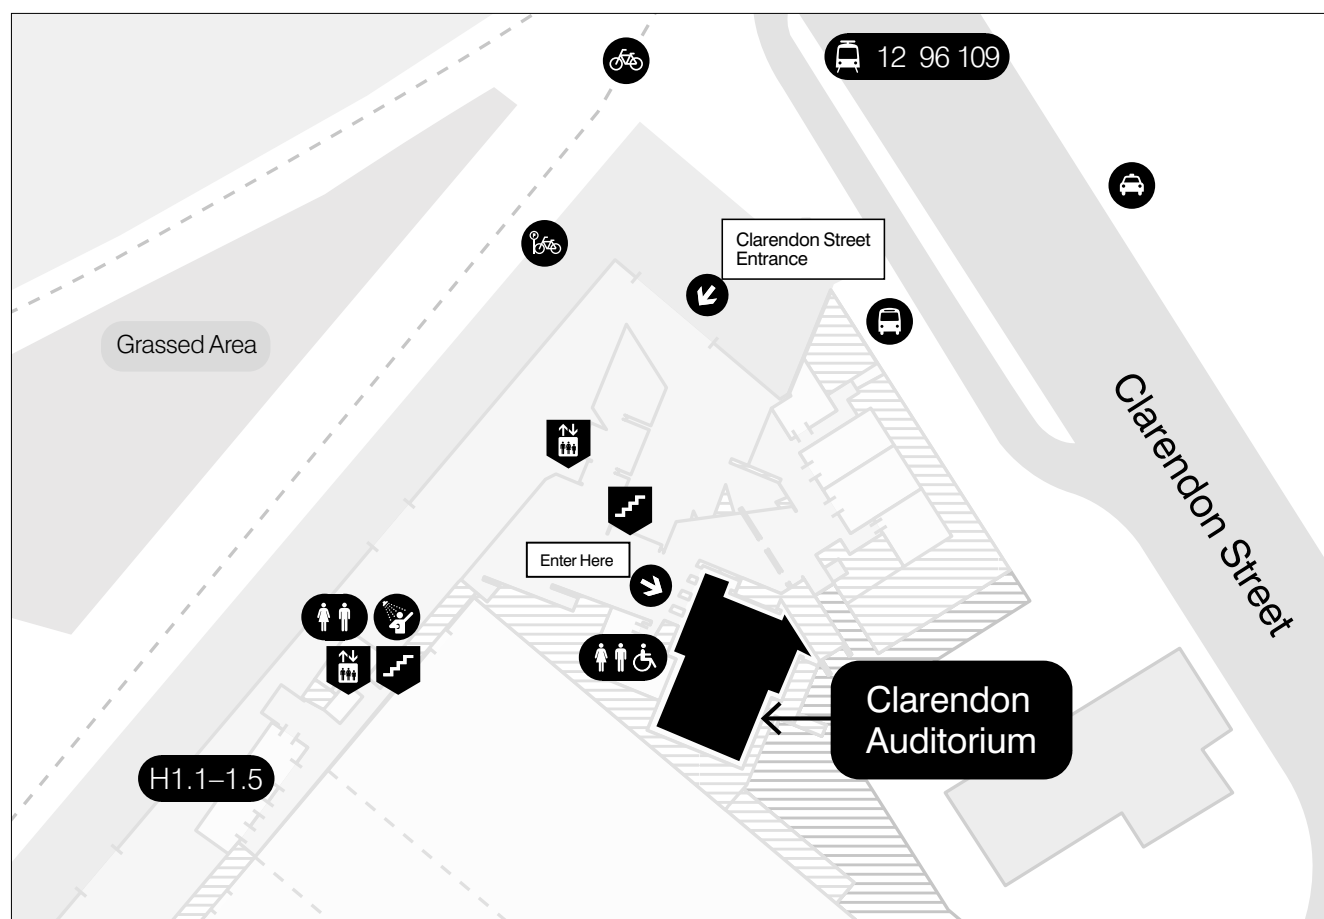 12 96 109
Clarendon Street
Entrance
Grassed Area
Clarendon Street
Enter Here
Clarendon
Auditorium
H1.1–1.5